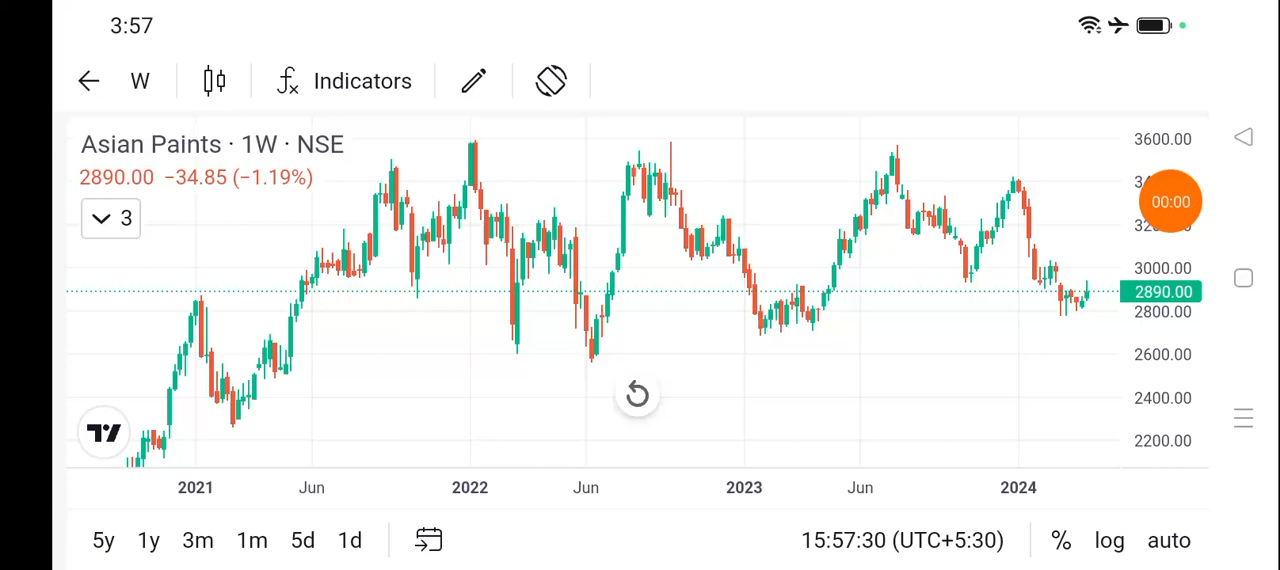 3:57
W
fx Indicators
Asian Paints · 1W · NSE
2890.00 −34.85 (−1.19%)
3
3600.00
00:00
3000.00
2890.00
2800.00
2600.00
2400.00
2200.00
2021 Jun 2022 Jun 2023 Jun 2024
5y 1y 3m 1m 5d 1d
15:57:30 (UTC+5:30) % log auto